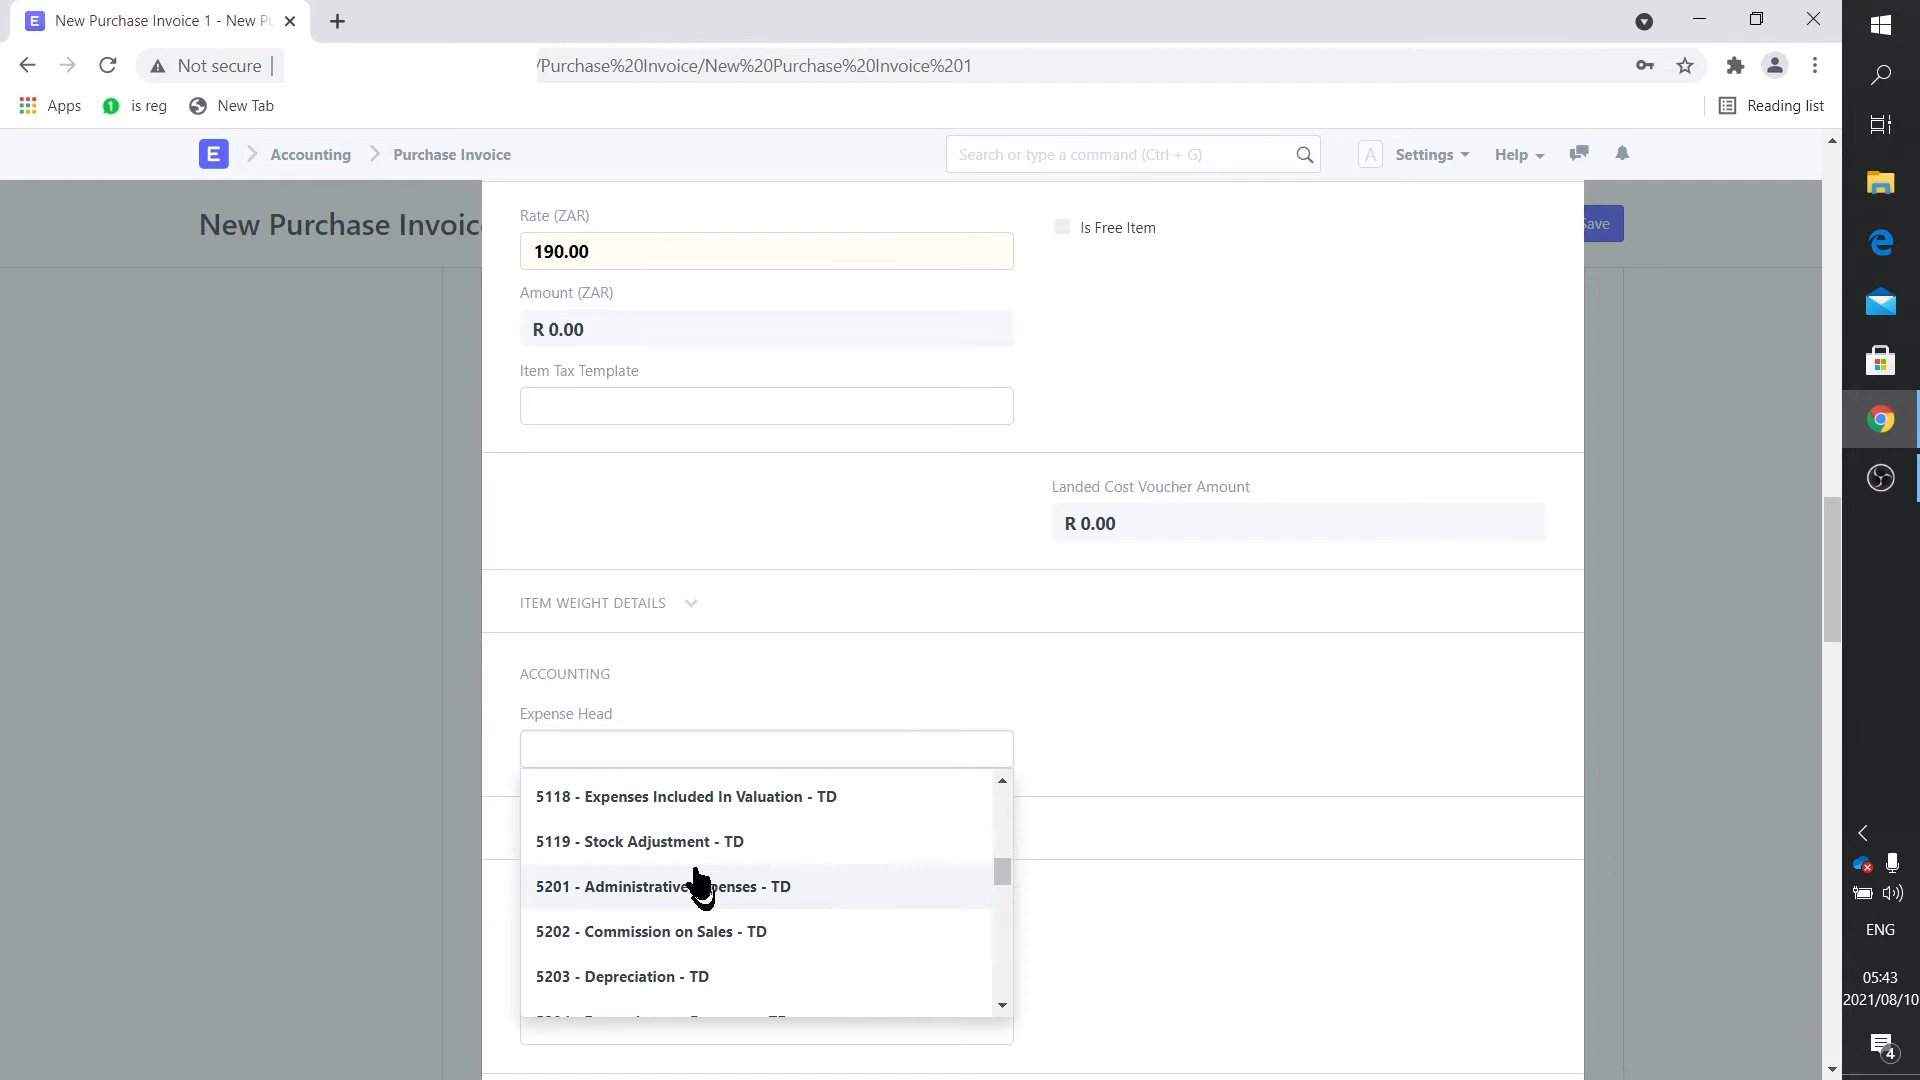 New Purchase Invoice 1 - New Pu
Not secure
/Purchase%20Invoice/New%20Purchase%20Invoice%201
Apps
is reg
New Tab
Reading list
E
Accounting
Purchase Invoice
Search or type a command (Ctrl + G)
A
Settings
Help
New Purchase Invoic
Save
Rate (ZAR)
190.00
Is Free Item
Amount (ZAR)
R 0.00
Item Tax Template
Landed Cost Voucher Amount
R 0.00
ITEM WEIGHT DETAILS
ACCOUNTING
Expense Head
5118 - Expenses Included In Valuation - TD
5119 - Stock Adjustment - TD
5201 - Administrative Expenses - TD
5202 - Commission on Sales - TD
5203 - Depreciation - TD
ENG
05:43
2021/08/10
4